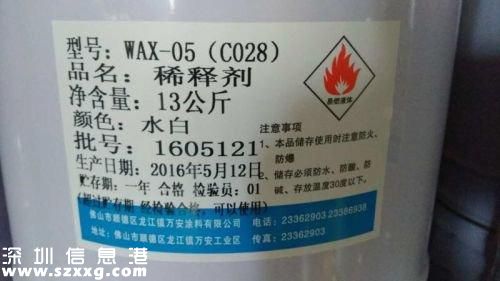 型号：WAX-05（C028）
品名：稀释剂
净含量：13公斤
颜色：水白
批号：1605121
生产日期：2016年5月12日
贮存期：一年 合格 检验员：01
（超过贮存期 经检验合格，可以使用）
易燃液体
注意事项
1、本品储存使用时注意防火、
防爆
2、储存必须防水、防酸、防
碱、存放温度30度以下。
佛山市顺德区龙江镇万安涂料有限公司 电话：23362903 23386938
地址：佛山市顺德区龙江镇万安工业区 传真：23362903
深圳信息港
www.szxxg.com